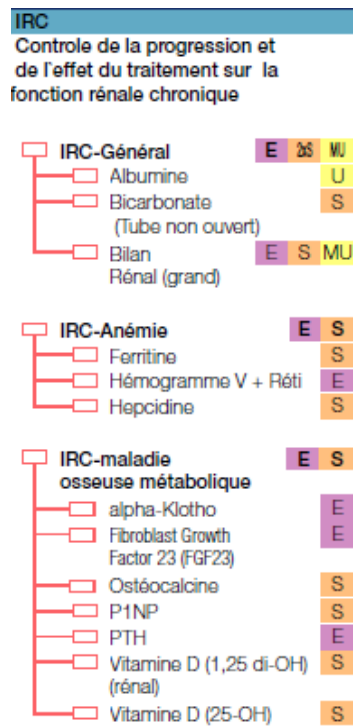 IRC
Controle de la progression et
de l`effet du traitement sur la
fonction rénale chronique
IRC-Général E 2xS MU
Albumine U
Bicarbonate S
(Tube non ouvert)
Bilan E S MU
Rénal (grand)
IRC-Anémie E S
Ferritine S
Hémogramme V + Réti E
Hepcidine S
IRC-maladie E S
osseuse métabolique
alpha-Klotho E
Fibroblast Growth E
Factor 23 (FGF23)
Ostéocalcine S
P1NP S
PTH E
Vitamine D (1,25 di-OH) S
(rénal)
Vitamine D (25-OH) S